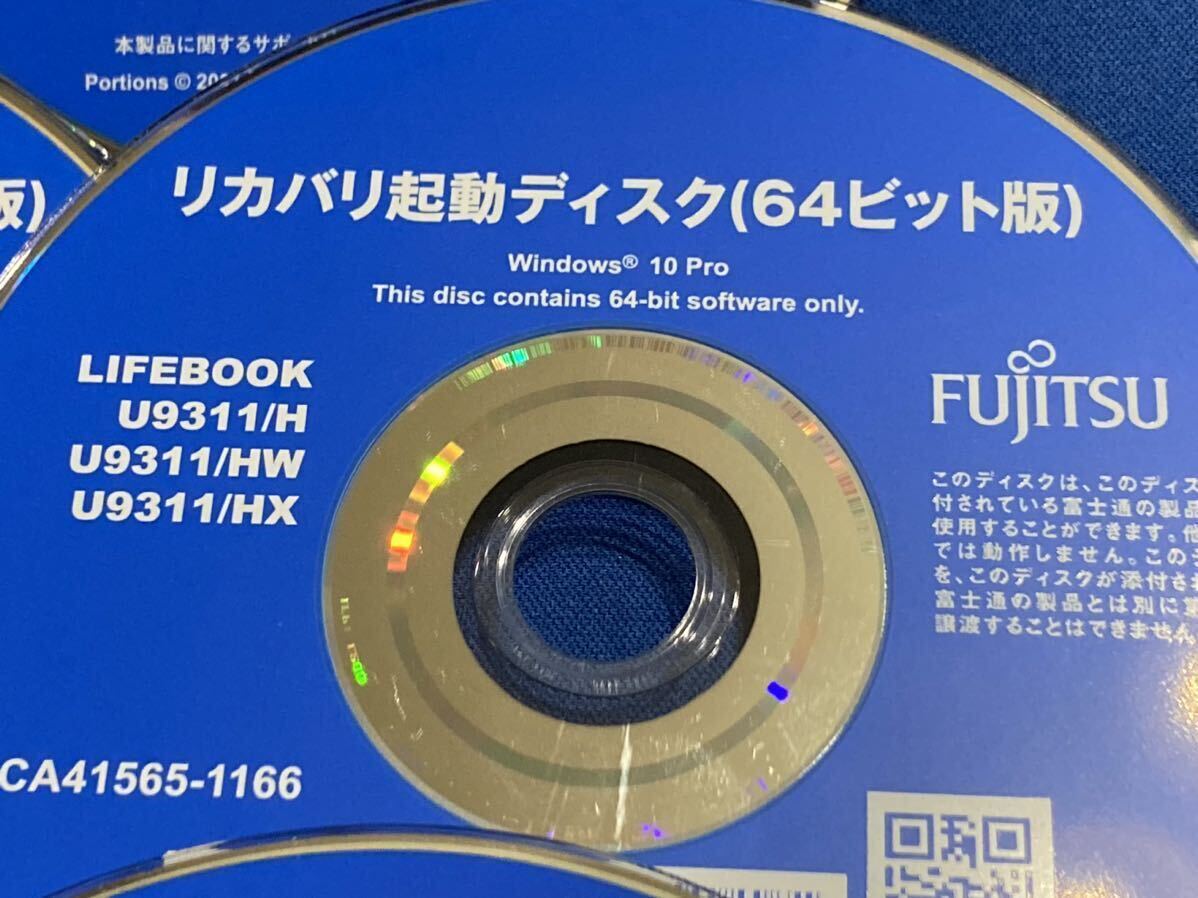 本製品に関するサポ
Portions ©
版)
リカバリ起動ディスク(64ビット版)
Windows® 10 Pro
This disc contains 64-bit software only.
LIFEBOOK
U9311/H
U9311/HW
U9311/HX
FUJITSU
このディスクは、このディス
付されている富士通の製品
使用することができます。他
では動作しません。この
を、このディスクが添付さ
富士通の製品とは別に
譲渡することはできません
CA41565-1166